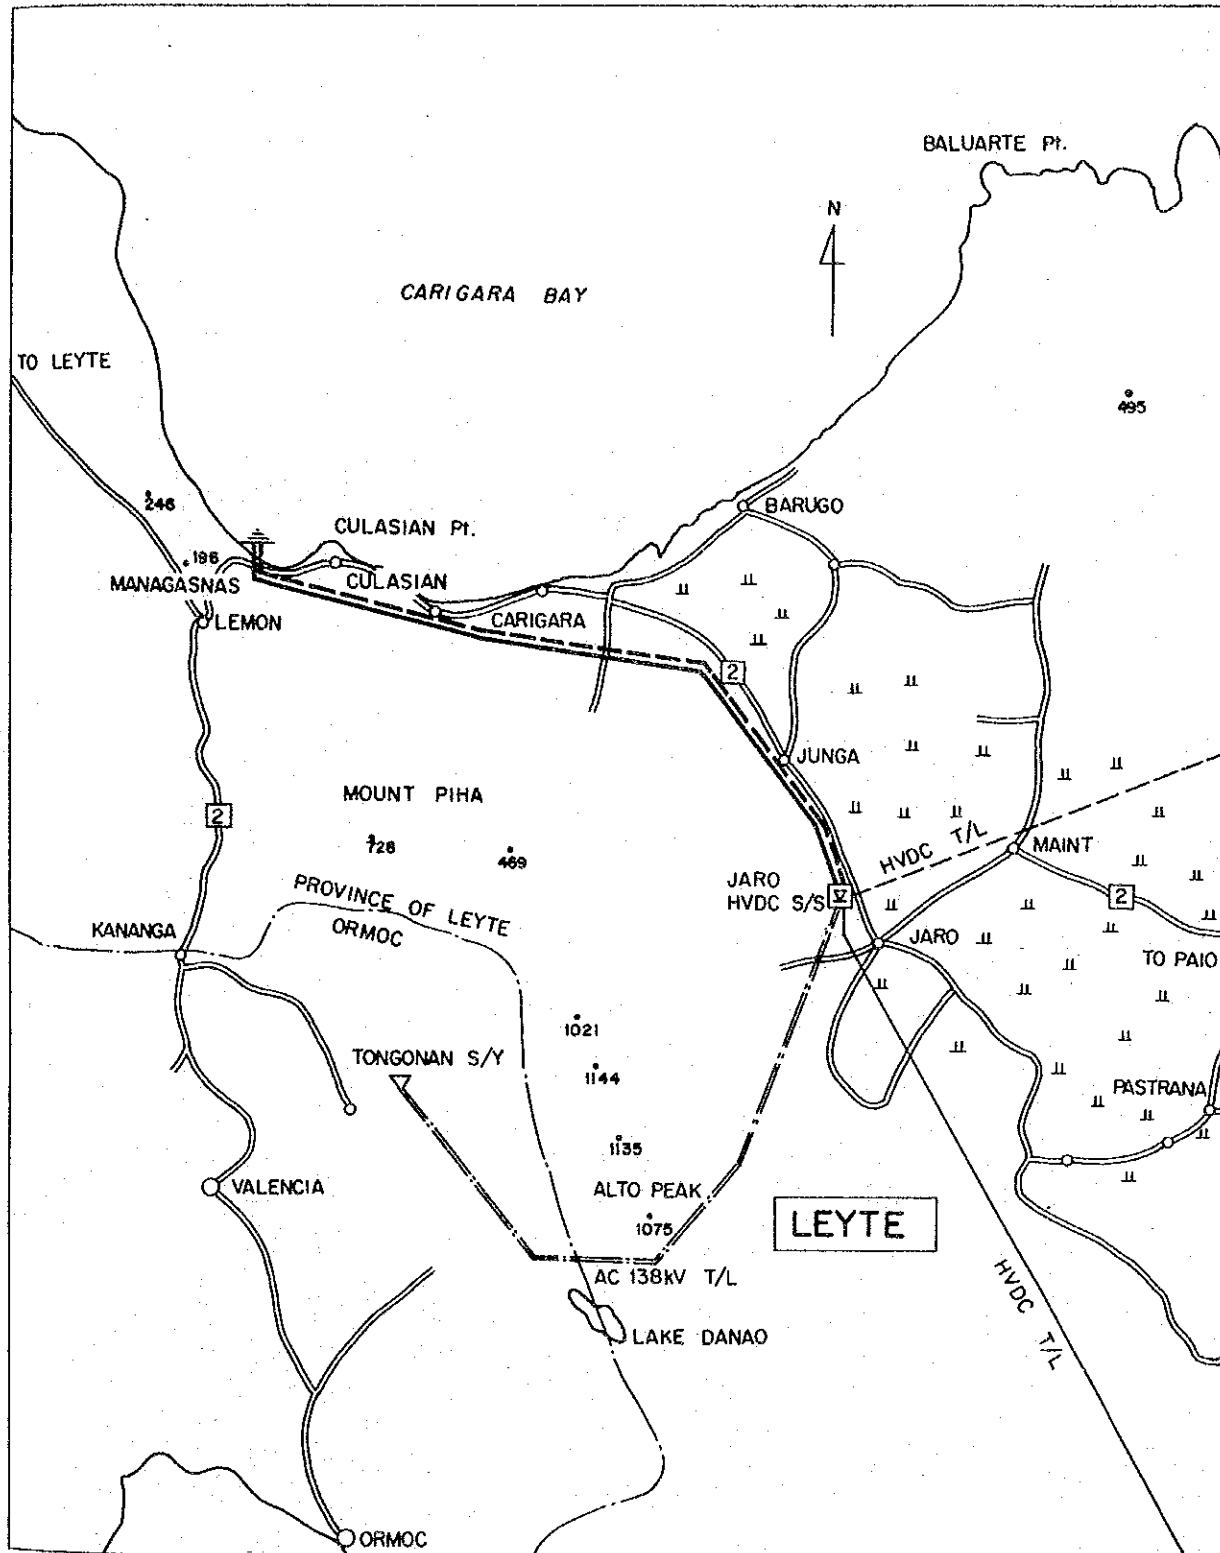 BALUARTE Pt.
N
CARIGARA BAY
TO LEYTE
495
246
BARUGO
CULASIAN Pt.
196
MANAGASNAS
CULASIAN
LEMON
CARIGARA
2
JUNGA
MOUNT PIHA
2
728
469
HVDC T/L
MAINT
JARO
HVDC S/S
PROVINCE OF LEYTE
ORMOC
2
KANANGA
JARO
TO PAIO
1021
TONGONAN S/Y
1144
PASTRANA
1135
VALENCIA
ALTO PEAK
1075
LEYTE
AC 138kV T/L
HVDC T/L
LAKE DANAO
ORMOC